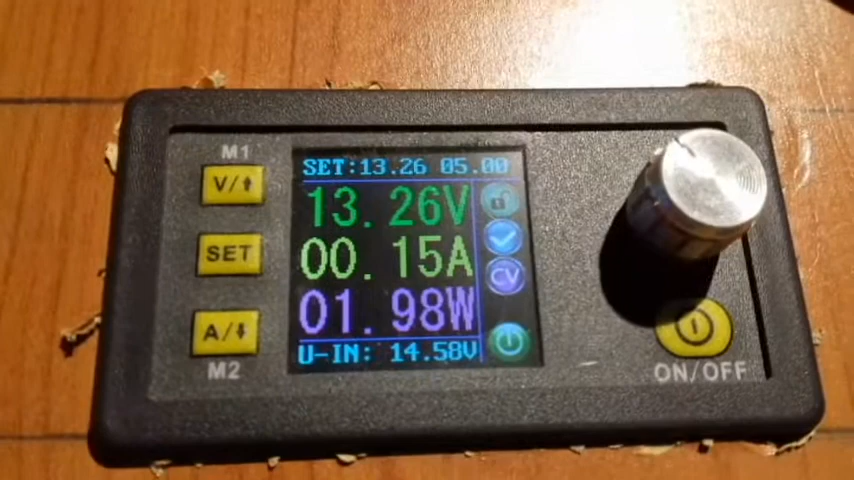 M1
V/⬆
SET
A/⬇
M2
SET:13.26 05.00
13.26V
00.15A
01.98W
U-IN: 14.58V
CV
ON/OFF